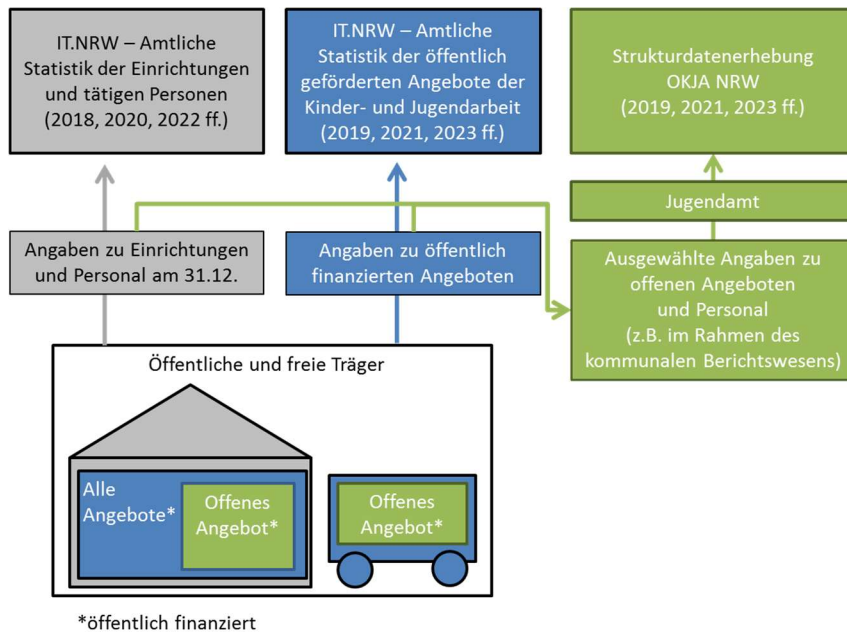 IT.NRW – Amtliche
Statistik der Einrichtungen
und tätigen Personen
(2018, 2020, 2022 ff.)
IT.NRW – Amtliche
Statistik der öffentlich
geförderten Angebote der
Kinder- und Jugendarbeit
(2019, 2021, 2023 ff.)
Strukturdatenerhebung
OKJA NRW
(2019, 2021, 2023 ff.)
Jugendamt
Angaben zu Einrichtungen
und Personal am 31.12.
Angaben zu öffentlich
finanzierten Angeboten
Ausgewählte Angaben zu
offenen Angeboten
und Personal
(z.B. im Rahmen des
kommunalen Berichtswesens)
Öffentliche und freie Träger
Alle
Angebote*
Offenes
Angebot*
Offenes
Angebot*
*öffentlich finanziert